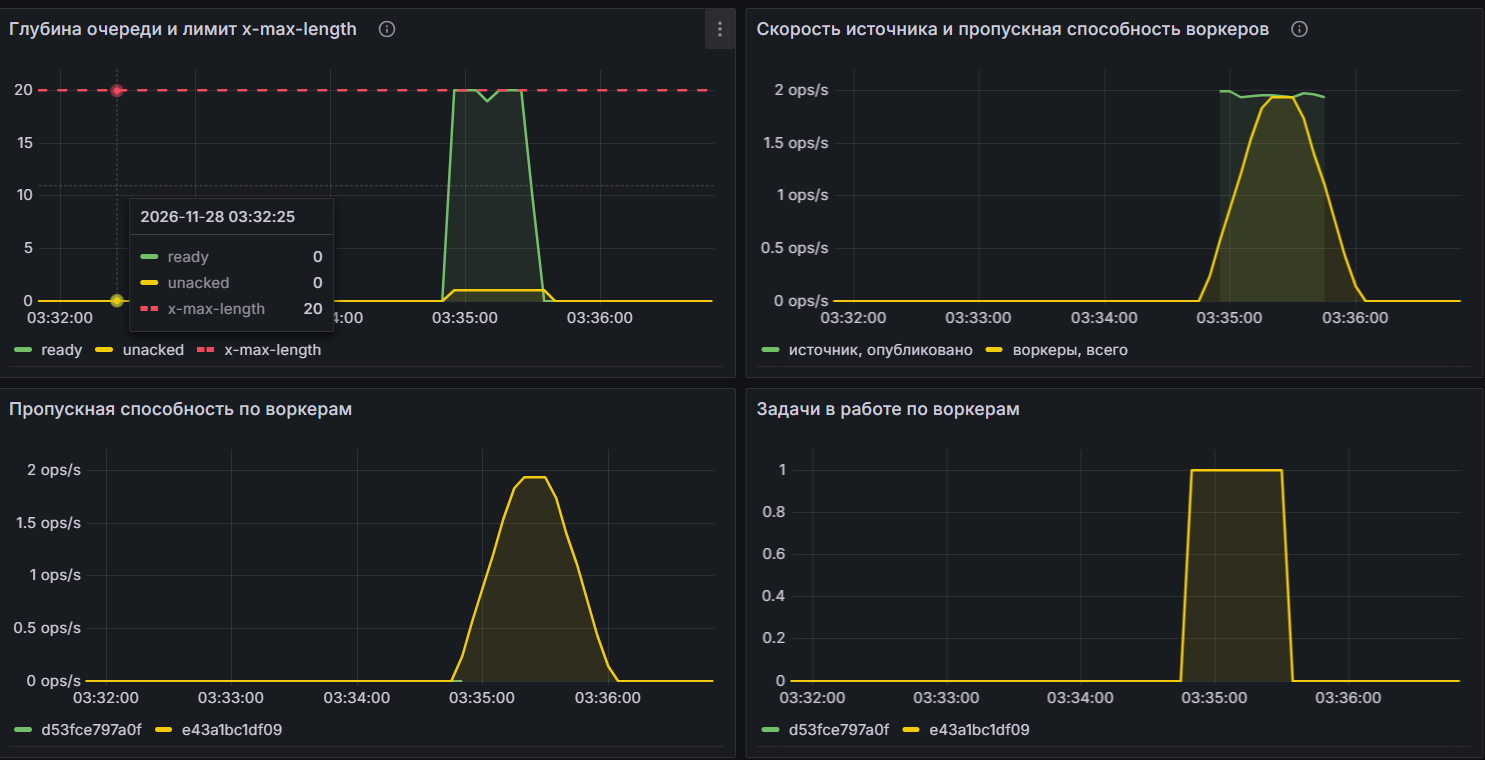 Глубина очереди и лимит x-max-length
20
15
10
5
0
03:32:00
4:00
03:35:00
03:36:00
2026-11-28 03:32:25
ready 0
unacked 0
x-max-length 20
ready unacked x-max-length
Скорость источника и пропускная способность воркеров
2 ops/s
1.5 ops/s
1 ops/s
0.5 ops/s
0 ops/s
03:32:00 03:33:00 03:34:00 03:35:00 03:36:00
источник, опубликовано воркеры, всего
Пропускная способность по воркерам
2 ops/s
1.5 ops/s
1 ops/s
0.5 ops/s
0 ops/s
03:32:00 03:33:00 03:34:00 03:35:00 03:36:00
d53fce797a0f e43a1bc1df09
Задачи в работе по воркерам
1
0.8
0.6
0.4
0.2
0
03:32:00 03:33:00 03:34:00 03:35:00 03:36:00
d53fce797a0f e43a1bc1df09